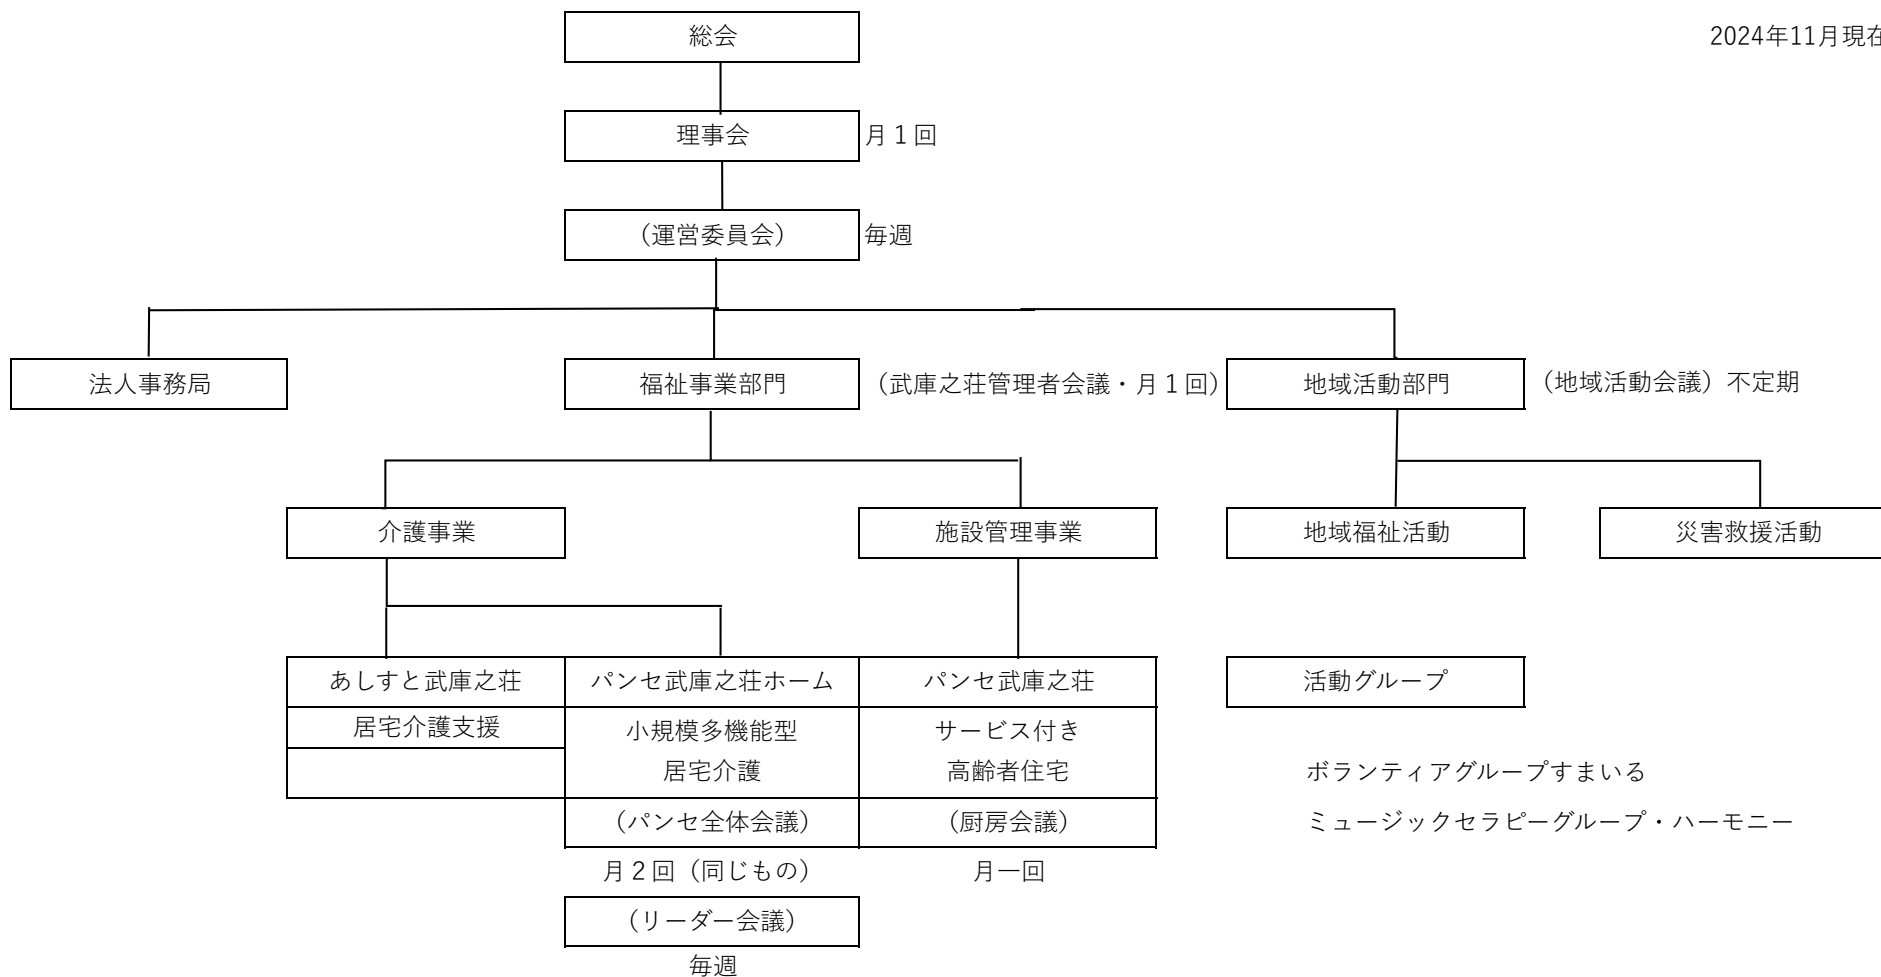 総会
2024年11月現在
理事会
月１回
（運営委員会）
毎週
法人事務局
福祉事業部門
（武庫之荘管理者会議・月１回）
地域活動部門
（地域活動会議）不定期
介護事業
施設管理事業
地域福祉活動
災害救援活動
あしすと武庫之荘
パンセ武庫之荘ホーム
パンセ武庫之荘
活動グループ
居宅介護支援
小規模多機能型
居宅介護
サービス付き
高齢者住宅
ボランティアグループすまいる
（パンセ全体会議）
（厨房会議）
ミュージックセラピーグループ・ハーモニー
月２回（同じもの）
月一回
（リーダー会議）
毎週